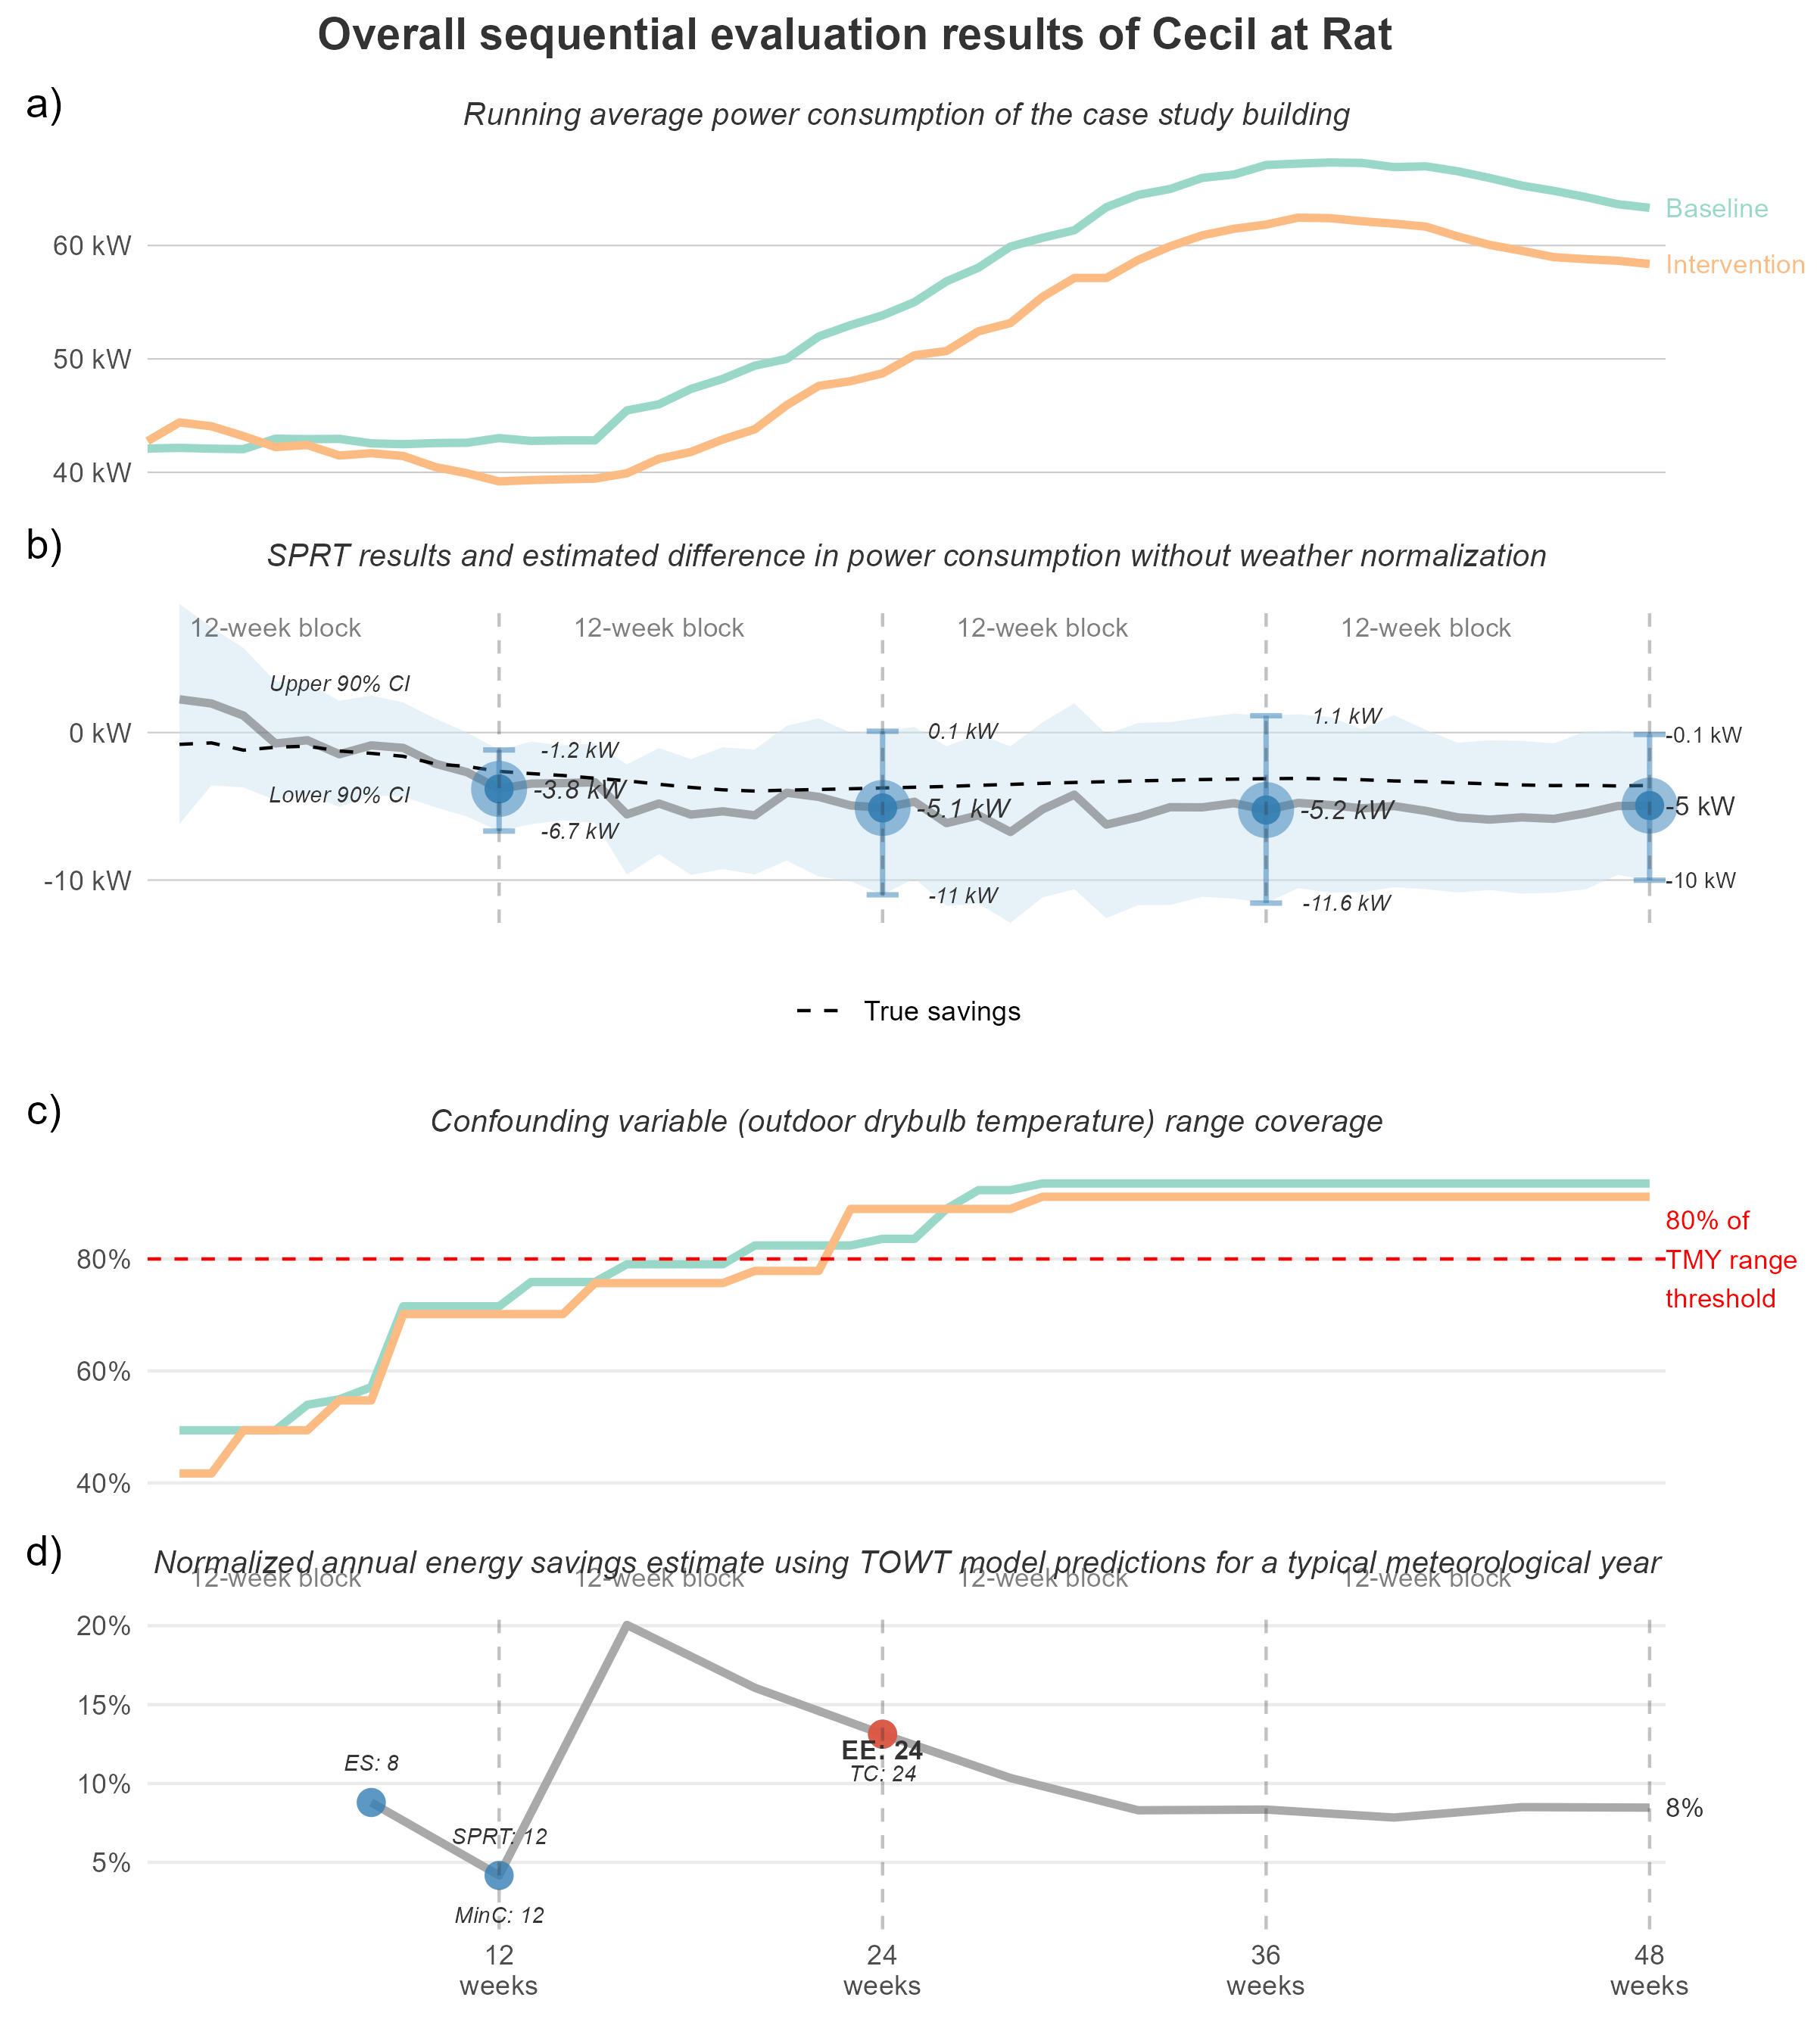 Overall sequential evaluation results of Cecil at Rat
a)
Running average power consumption of the case study building
Baseline
60 kW
Intervention
50 kW
40 kW
b)
SPRT results and estimated difference in power consumption without weather normalization
12-week block 12-week block 12-week block 12-week block
Upper 90% CI
1.1 kW
0 kW
0.1 kW
-0.1 kW
-1.2 kW
-3.8 kW
Lower 90% CI
-5.1 kW
-5.2 kW
-5 kW
-6.7 kW
-10 kW
-10 kW
-11 kW
-11.6 kW
True savings
c)
Confounding variable (outdoor drybulb temperature) range coverage
80% of
80%
TMY range
threshold
60%
40%
d)
Normalized annual energy savings estimate using TOWT model predictions for a typical meteorological year
12-week block 12-week block 12-week block 12-week block
20%
15%
EE: 24
ES: 8
TC: 24
10%
8%
SPRT: 12
5%
MinC: 12
12 24 36 48
weeks weeks weeks weeks